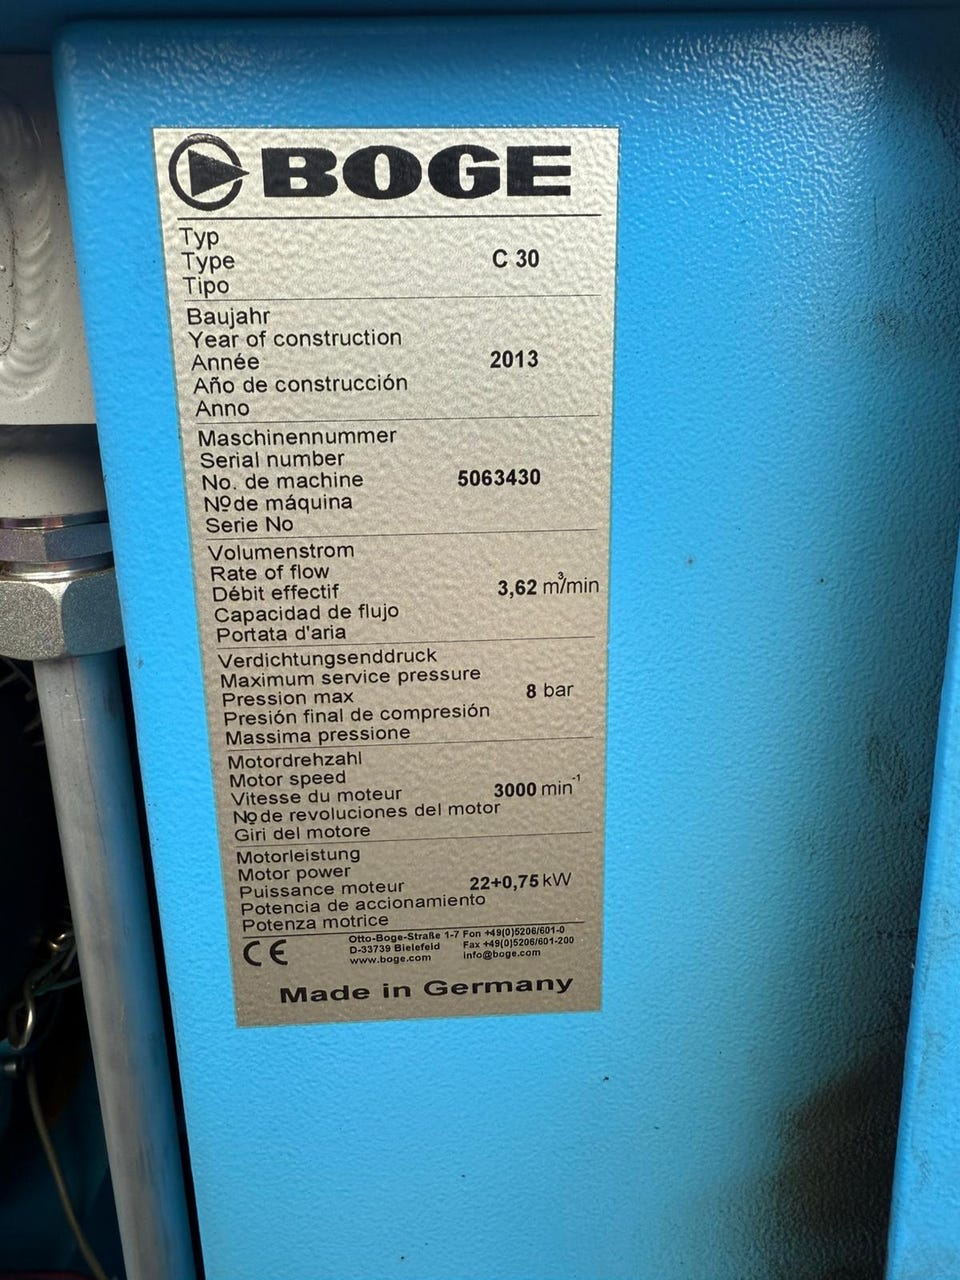 BOGE
Typ
Type C 30
Tipo
Baujahr
Year of construction
Année 2013
Año de construcción
Anno
Maschinennummer
Serial number
No. de machine 5063430
Nº de máquina
Serie No
Volumenstrom
Rate of flow
Débit effectif 3,62 m³/min
Capacidad de flujo
Portata d'aria
Verdichtungsenddruck
Maximum service pressure
Pression max 8 bar
Presión final de compresión
Massima pressione
Motordrehzahl
Motor speed
Vitesse du moteur 3000 min⁻¹
Nº de revoluciones del motor
Giri del motore
Motorleistung
Motor power
Puissance moteur 22+0,75 kW
Potencia de accionamiento
Potenza motrice
CE
Otto-Boge-Straße 1-7 Fon +49(0)5206/601-0
D-33739 Bielefeld Fax +49(0)5206/601-200
www.boge.com info@boge.com
Made in Germany